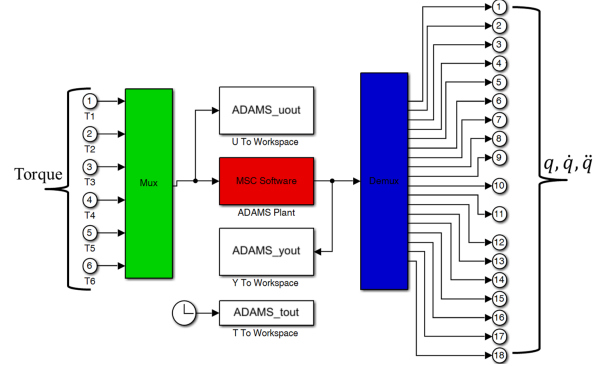 Torque
1
T1
2
T2
3
T3
4
T4
5
T5
6
T6
Mux
ADAMS_uout
U To Workspace
MSC Software
ADAMS Plant
ADAMS_yout
Y To Workspace
ADAMS_tout
T To Workspace
Demux
1
2
3
4
5
6
7
8
9
10
11
12
13
14
15
16
17
18
q, q̇, q̈